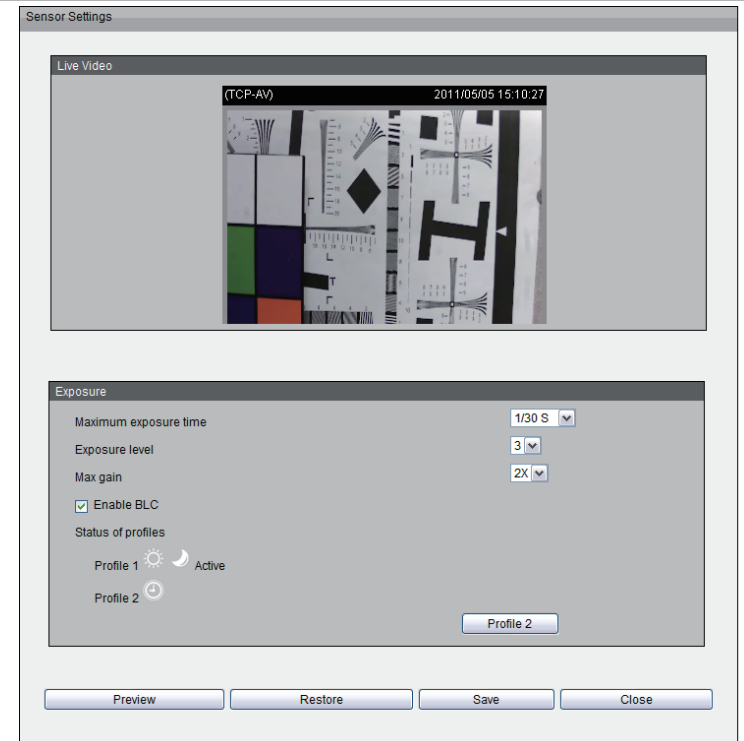 Sensor Settings
Live Video
(TCP-AV) 2011/05/05 15:10:27
Exposure
Maximum exposure time 1/30 S
Exposure level 3
Max gain 2X
Enable BLC
Status of profiles
Profile 1 Active
Profile 2
Profile 2
Preview Restore Save Close